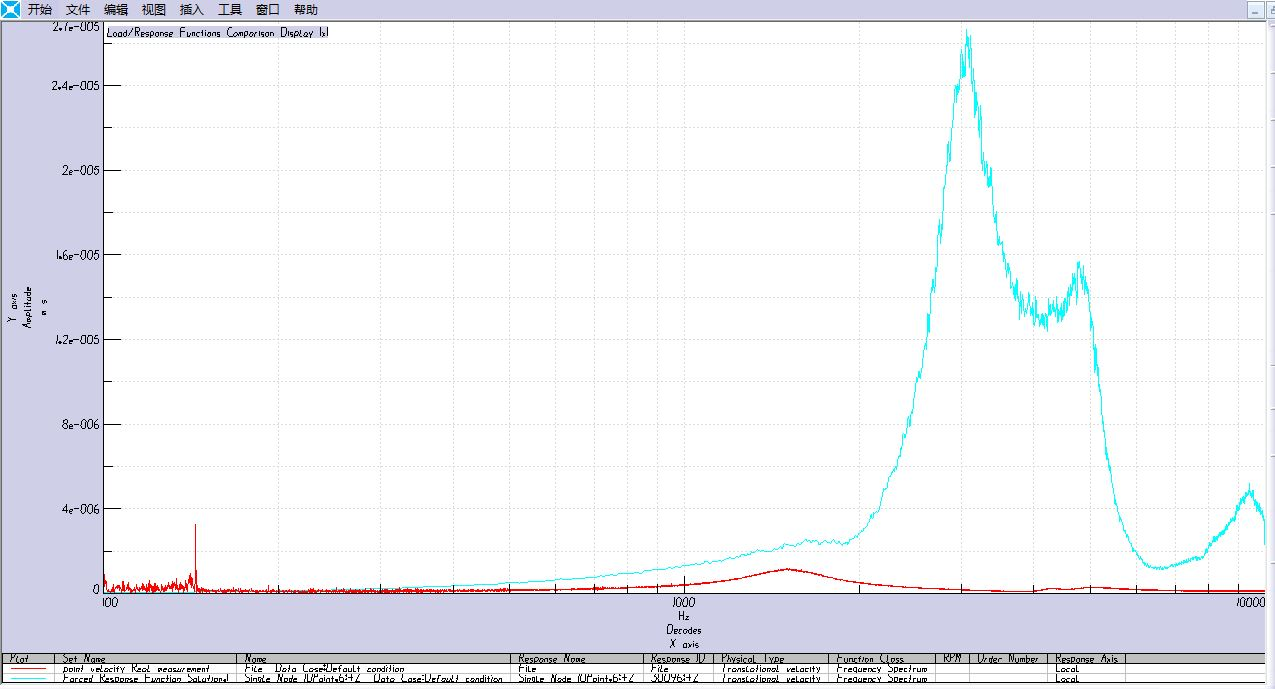 开始 文件 编辑 视图 插入 工具 窗口 帮助
Load/Response Functions Comparison Display
2.7e-005
2.4e-005
2e-005
1.6e-005
1.2e-005
8e-006
4e-006
0
Y axis
Amplitude
100 1000 10000
Hz
Decades
X axis
Plot Set Name Name Response Name Response ID Physical Type Function Class RPM Order Number Response Axis
point velocity Real measurement File Data Case=Default condition File File Translational velocity Frequency Spectrum Local
Forced Response Function Solution Single Node Data Case=Default condition Single Node Translational velocity Frequency Spectrum Local